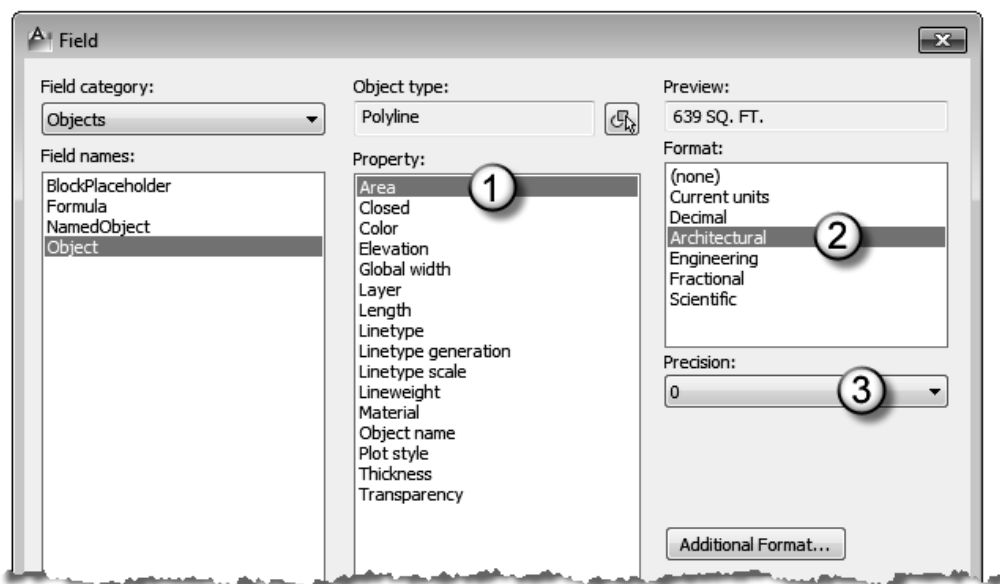 Field
Field category:
Objects
Field names:
BlockPlaceholder
Formula
NamedObject
Object
Object type:
Polyline
Property:
Area
1
Closed
Color
Elevation
Global width
Layer
Length
Linetype
Linetype generation
Linetype scale
Lineweight
Material
Object name
Plot style
Thickness
Transparency
Preview:
639 SQ. FT.
Format:
(none)
Current units
Decimal
Architectural
2
Engineering
Fractional
Scientific
Precision:
0
3
Additional Format...